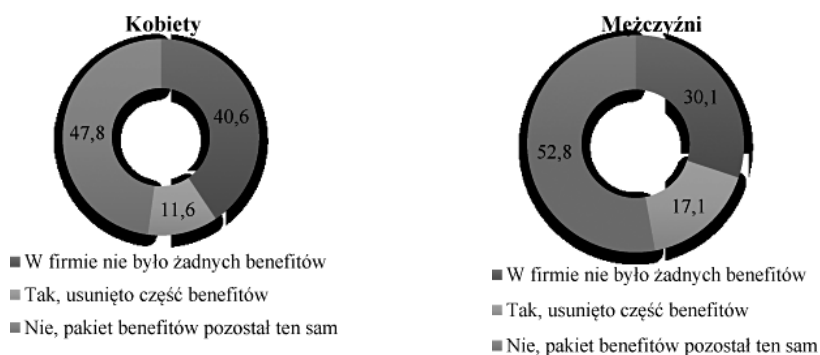 Kobiety
40,6
47,8
11,6
W firmie nie było żadnych benefitów
Tak, usunięto część benefitów
Nie, pakiet benefitów pozostał ten sam
Mężczyźni
30,1
52,8
17,1
W firmie nie było żadnych benefitów
Tak, usunięto część benefitów
Nie, pakiet benefitów pozostał ten sam